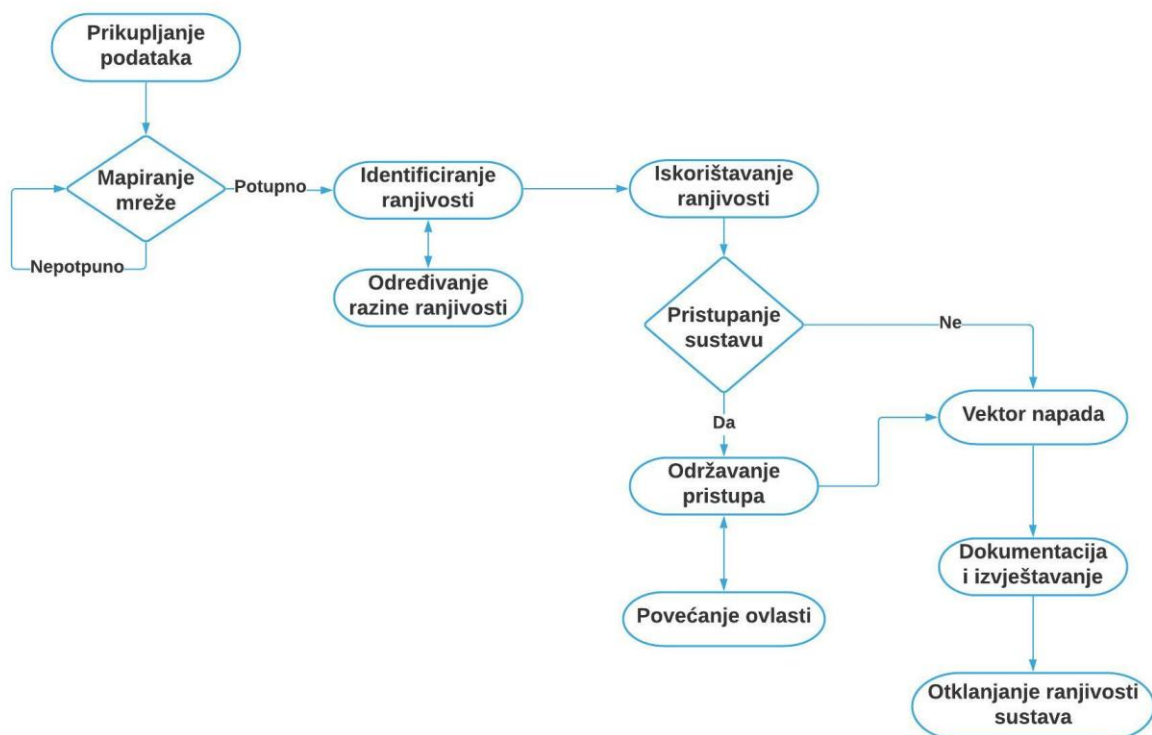 Prikupljanje
podataka
Mapiranje
mreže
Potupno
Nepotpuno
Identificiranje
ranjivosti
Određivanje
razine ranjivosti
Iskorištavanje
ranjivosti
Pristupanje
sustavu
Ne
Da
Vektor napada
Održavanje
pristupa
Povećanje ovlasti
Dokumentacija
i izvještavanje
Otklanjanje ranjivosti
sustava